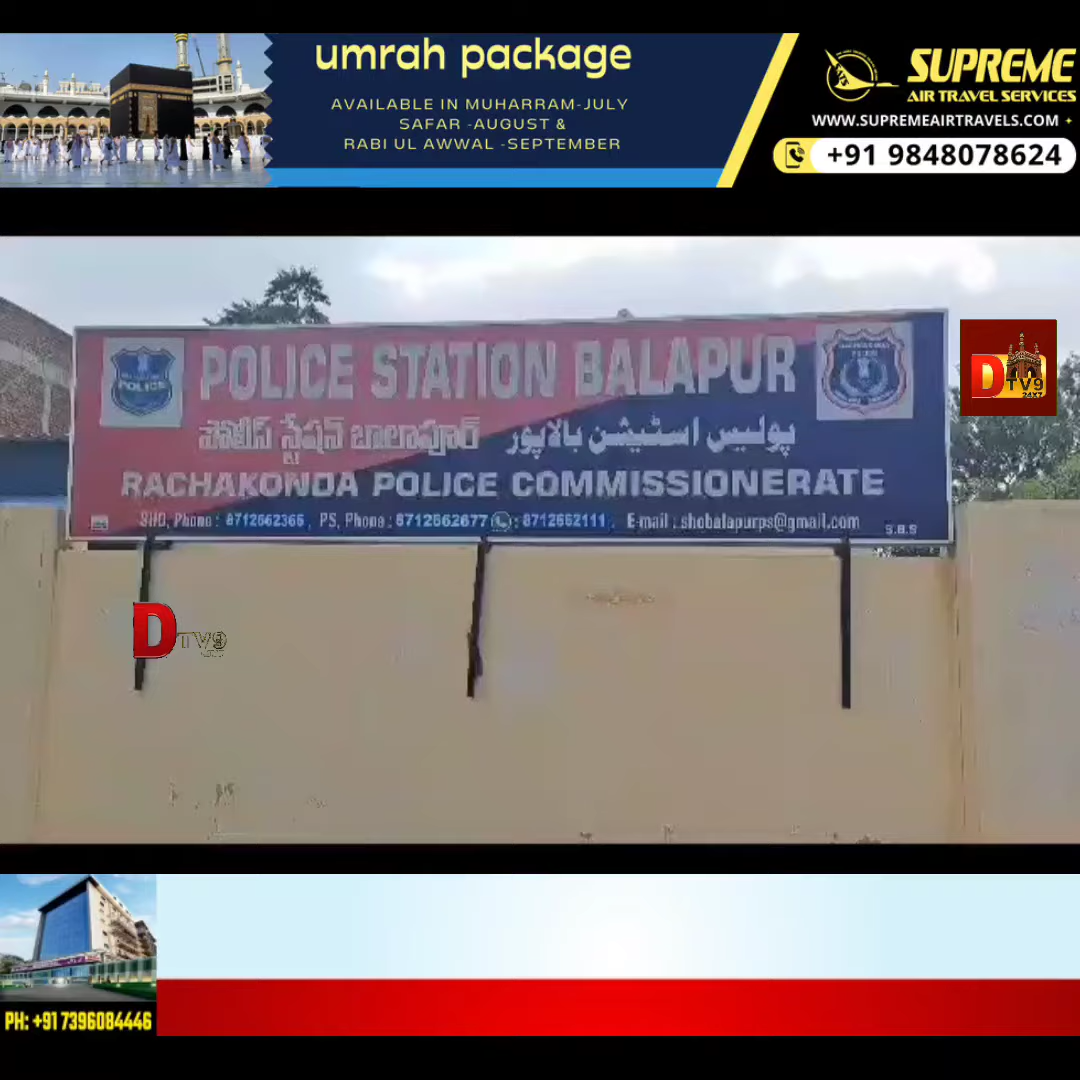 umrah package
AVAILABLE IN MUHARRAM-JULY
SAFAR -AUGUST &
RABI UL AWWAL -SEPTEMBER
SUPREME
AIR TRAVEL SERVICES
WWW.SUPREMEAIRTRAVELS.COM
+91 9848078624
POLICE STATION BALAPUR
POLICE
పోలీస్ స్టేషన్ బాలాపూర్ پولیس اسٹیشن بالاپور
RACHAKONDA POLICE COMMISSIONERATE
SHO, Phone : 8712662366, PS, Phone : 8712662677 : 8712662111, E-mail : shobalapurps@gmail.com
S.B.S
DTV9
24X7
DTV9
PH: +91 7396084446